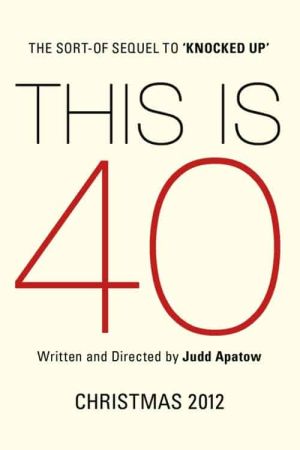 THE SORT-OF SEQUEL TO 'KNOCKED UP'
THIS IS
40
Written and Directed by Judd Apatow
CHRISTMAS 2012